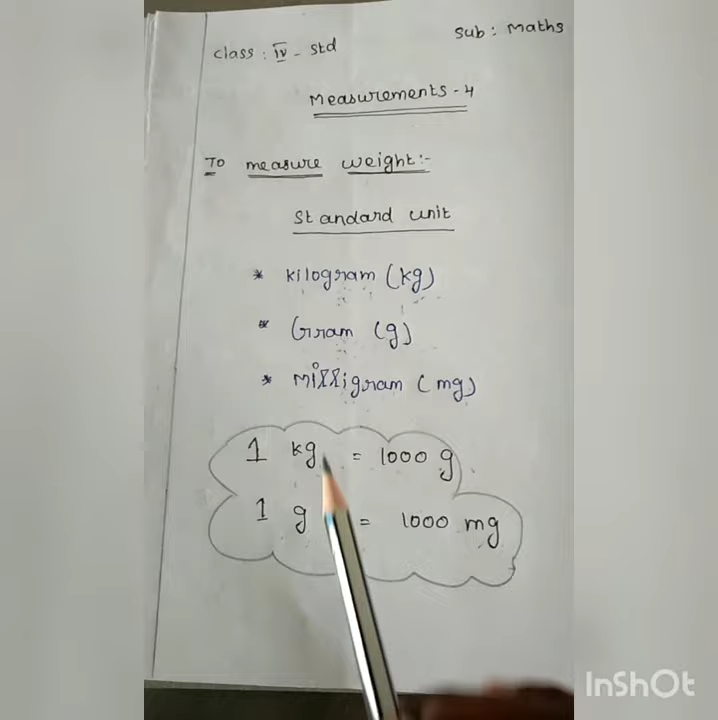 Class : IV - Std
Sub : Maths
Measurements - 4
To measure weight :-
Standard unit
* Kilogram (kg)
* Gram (g)
* Milligram (mg)
1 kg = 1000 g
1 g = 1000 mg
InShOt